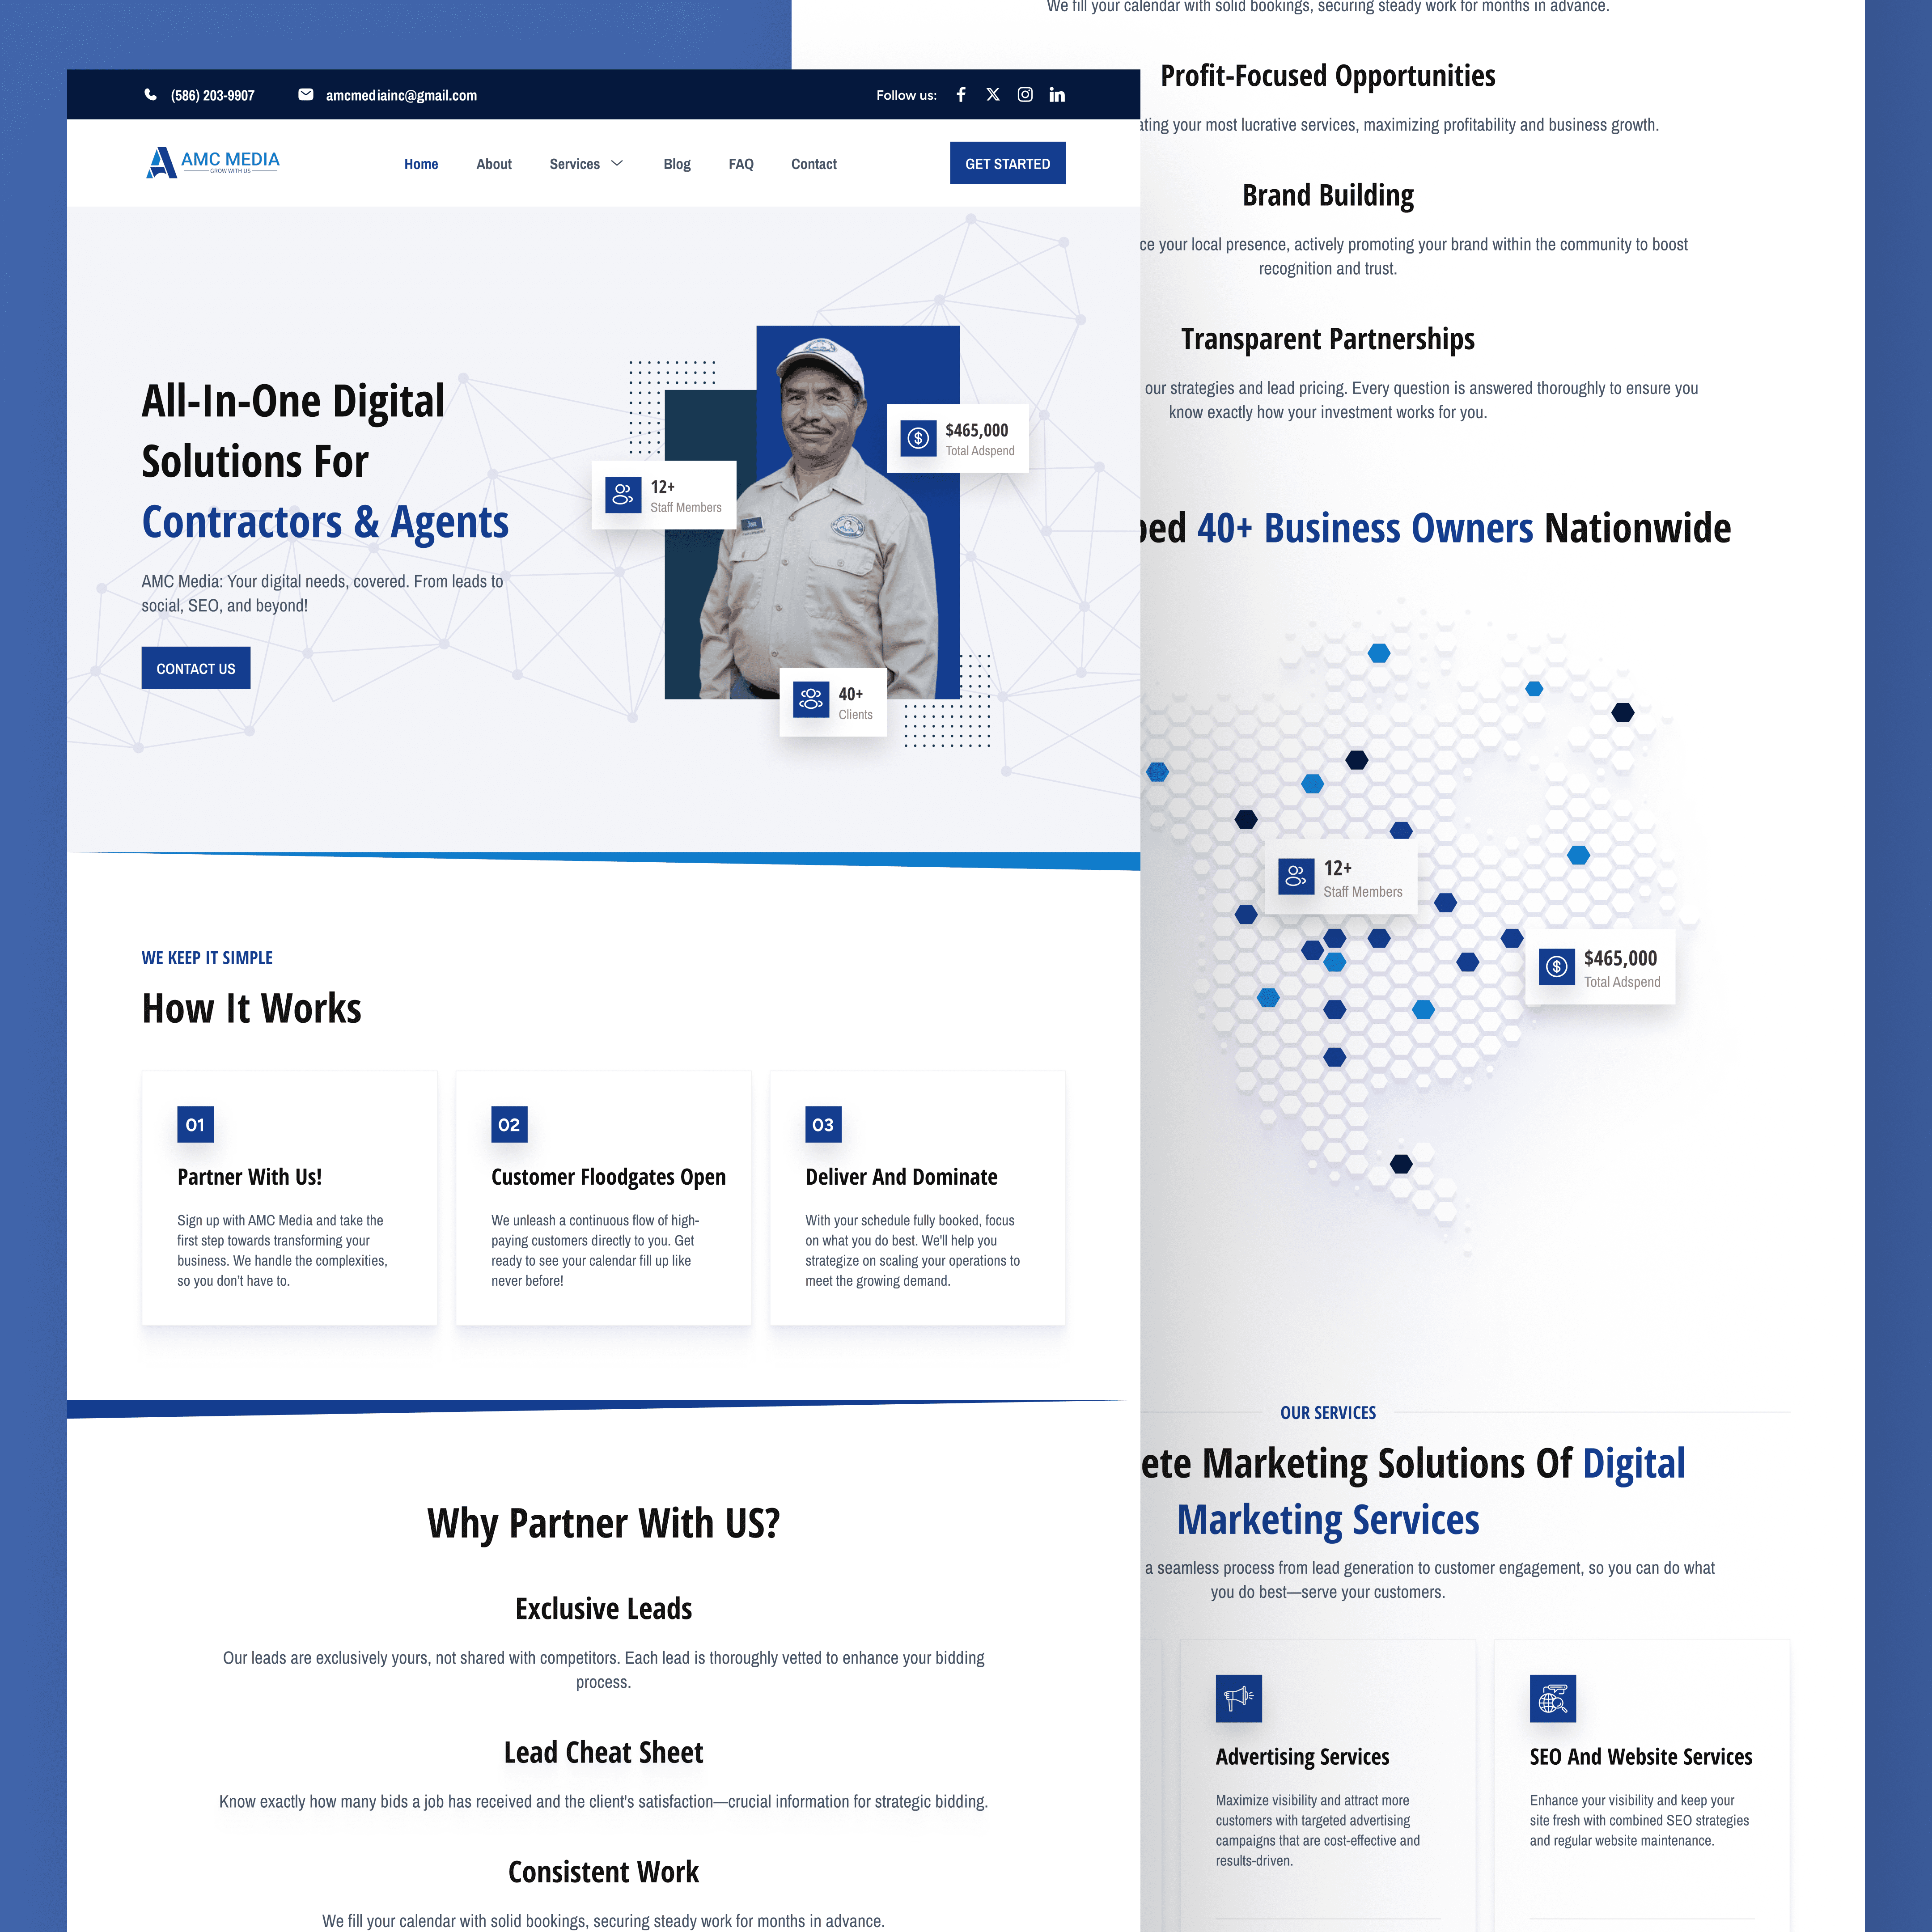 (586) 203-9907
amcmediainc@gmail.com
Follow us:
AMC MEDIA
GROW WITH US
Home
About
Services
Blog
FAQ
Contact
GET STARTED
All-In-One Digital
Solutions For
Contractors & Agents
AMC Media: Your digital needs, covered. From leads to
social, SEO, and beyond!
CONTACT US
12+
Staff Members
$465,000
Total Adspend
40+
Clients
WE KEEP IT SIMPLE
How It Works
01
Partner With Us!
Sign up with AMC Media and take the
first step towards transforming your
business. We handle the complexities,
so you don't have to.
02
Customer Floodgates Open
We unleash a continuous flow of high-
paying customers directly to you. Get
ready to see your calendar fill up like
never before!
03
Deliver And Dominate
With your schedule fully booked, focus
on what you do best. We'll help you
strategize on scaling your operations to
meet the growing demand.
Why Partner With US?
Exclusive Leads
Our leads are exclusively yours, not shared with competitors. Each lead is thoroughly vetted to enhance your bidding
process.
Lead Cheat Sheet
Know exactly how many bids a job has received and the client's satisfaction—crucial information for strategic bidding.
Consistent Work
We fill your calendar with solid bookings, securing steady work for months in advance.
We fill your calendar with solid bookings, securing steady work for months in advance.
Profit-Focused Opportunities
ating your most lucrative services, maximizing profitability and business growth.
Brand Building
ce your local presence, actively promoting your brand within the community to boost
recognition and trust.
Transparent Partnerships
our strategies and lead pricing. Every question is answered thoroughly to ensure you
know exactly how your investment works for you.
ped 40+ Business Owners Nationwide
12+
Staff Members
$465,000
Total Adspend
OUR SERVICES
ete Marketing Solutions Of Digital
Marketing Services
a seamless process from lead generation to customer engagement, so you can do what
you do best—serve your customers.
Advertising Services
Maximize visibility and attract more
customers with targeted advertising
campaigns that are cost-effective and
results-driven.
SEO And Website Services
Enhance your visibility and keep your
site fresh with combined SEO strategies
and regular website maintenance.